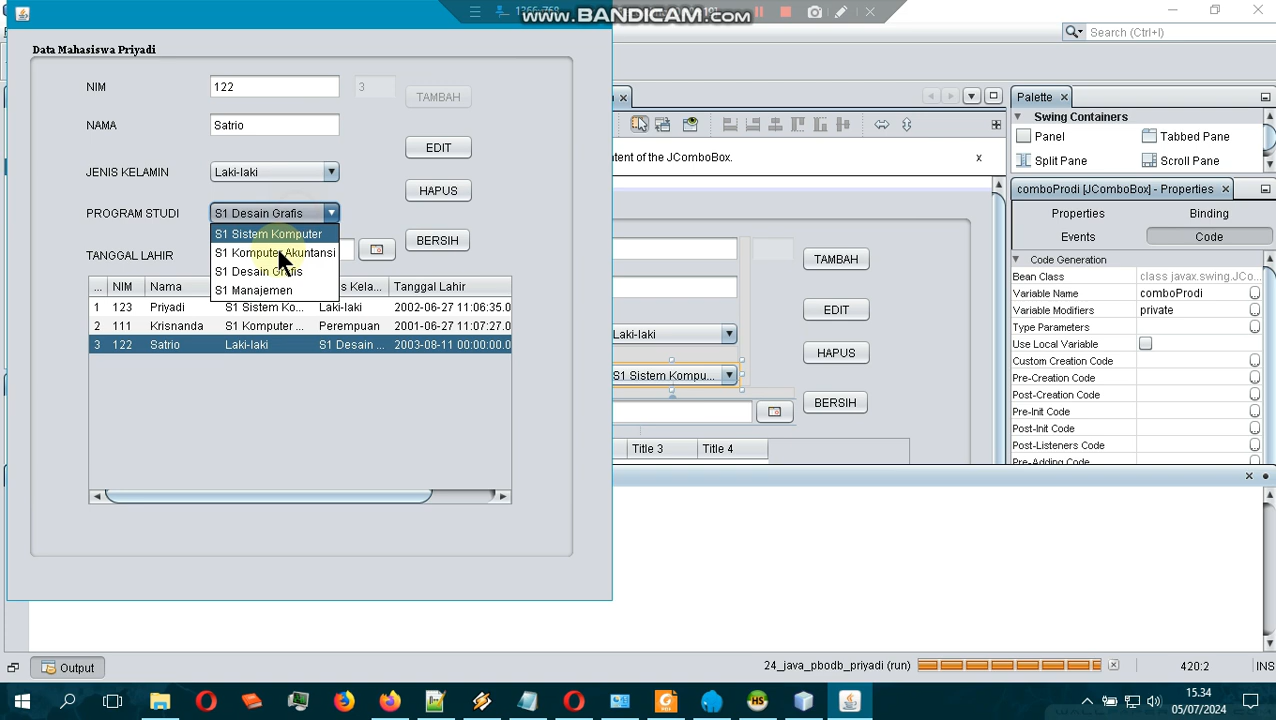 1366x768
www.BANDICAM.com
Search (Ctrl+I)
Data Mahasiswa Priyadi
NIM 122 3 TAMBAH
NAMA Satrio
EDIT
JENIS KELAMIN Laki-laki
HAPUS
PROGRAM STUDI S1 Desain Grafis
S1 Sistem Komputer
S1 Komputer Akuntansi
S1 Desain Grafis
S1 Manajemen
TANGGAL LAHIR BERSIH
... NIM Nama s Kela... Tanggal Lahir
1 123 Priyadi S1 Sistem Ko... Laki-laki 2002-06-27 11:06:35.0
2 111 Krisnanda S1 Komputer ... Perempuan 2001-06-27 11:07:27.0
3 122 Satrio Laki-laki S1 Desain ... 2003-08-11 00:00:00.0
tent of the JComboBox.
x
TAMBAH
EDIT
Laki-laki
HAPUS
S1 Sistem Kompu...
BERSIH
Title 3 Title 4
Palette
Swing Containers
Panel Tabbed Pane
Split Pane Scroll Pane
comboProdi [JComboBox] - Properties
Properties Binding
Events Code
Code Generation
Bean Class class javax.swing.JCo
Variable Name comboProdi
Variable Modifiers private
Type Parameters
Use Local Variable
Custom Creation Code
Pre-Creation Code
Post-Creation Code
Pre-Init Code
Post-Init Code
Post-Listeners Code
Pre-Adding Code
Output
24_java_pbodb_priyadi (run)
420:2 INS
15.34
05/07/2024